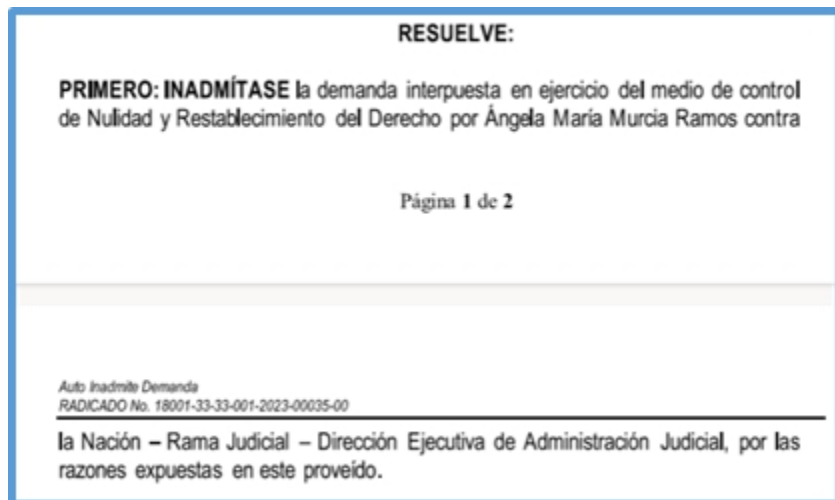 RESUELVE:
PRIMERO: INADMÍTASE la demanda interpuesta en ejercicio del medio de control
de Nulidad y Restablecimiento del Derecho por Ángela María Murcia Ramos contra
Página 1 de 2
Auto Inadmite Demanda
RADICADO No. 18001-33-33-001-2023-00035-00
la Nación – Rama Judicial – Dirección Ejecutiva de Administración Judicial, por las
razones expuestas en este proveído.